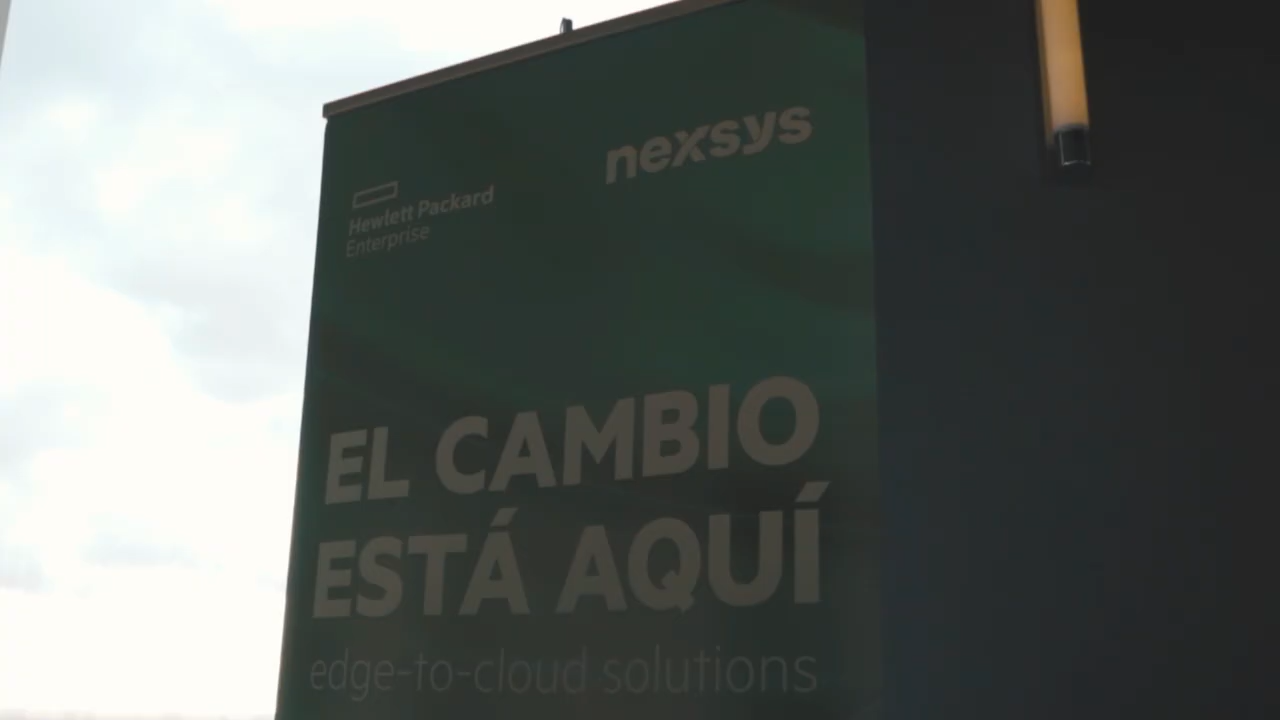 nexsys
Hewlett Packard
Enterprise
EL CAMBIO
ESTÁ AQUÍ
edge-to-cloud solutions